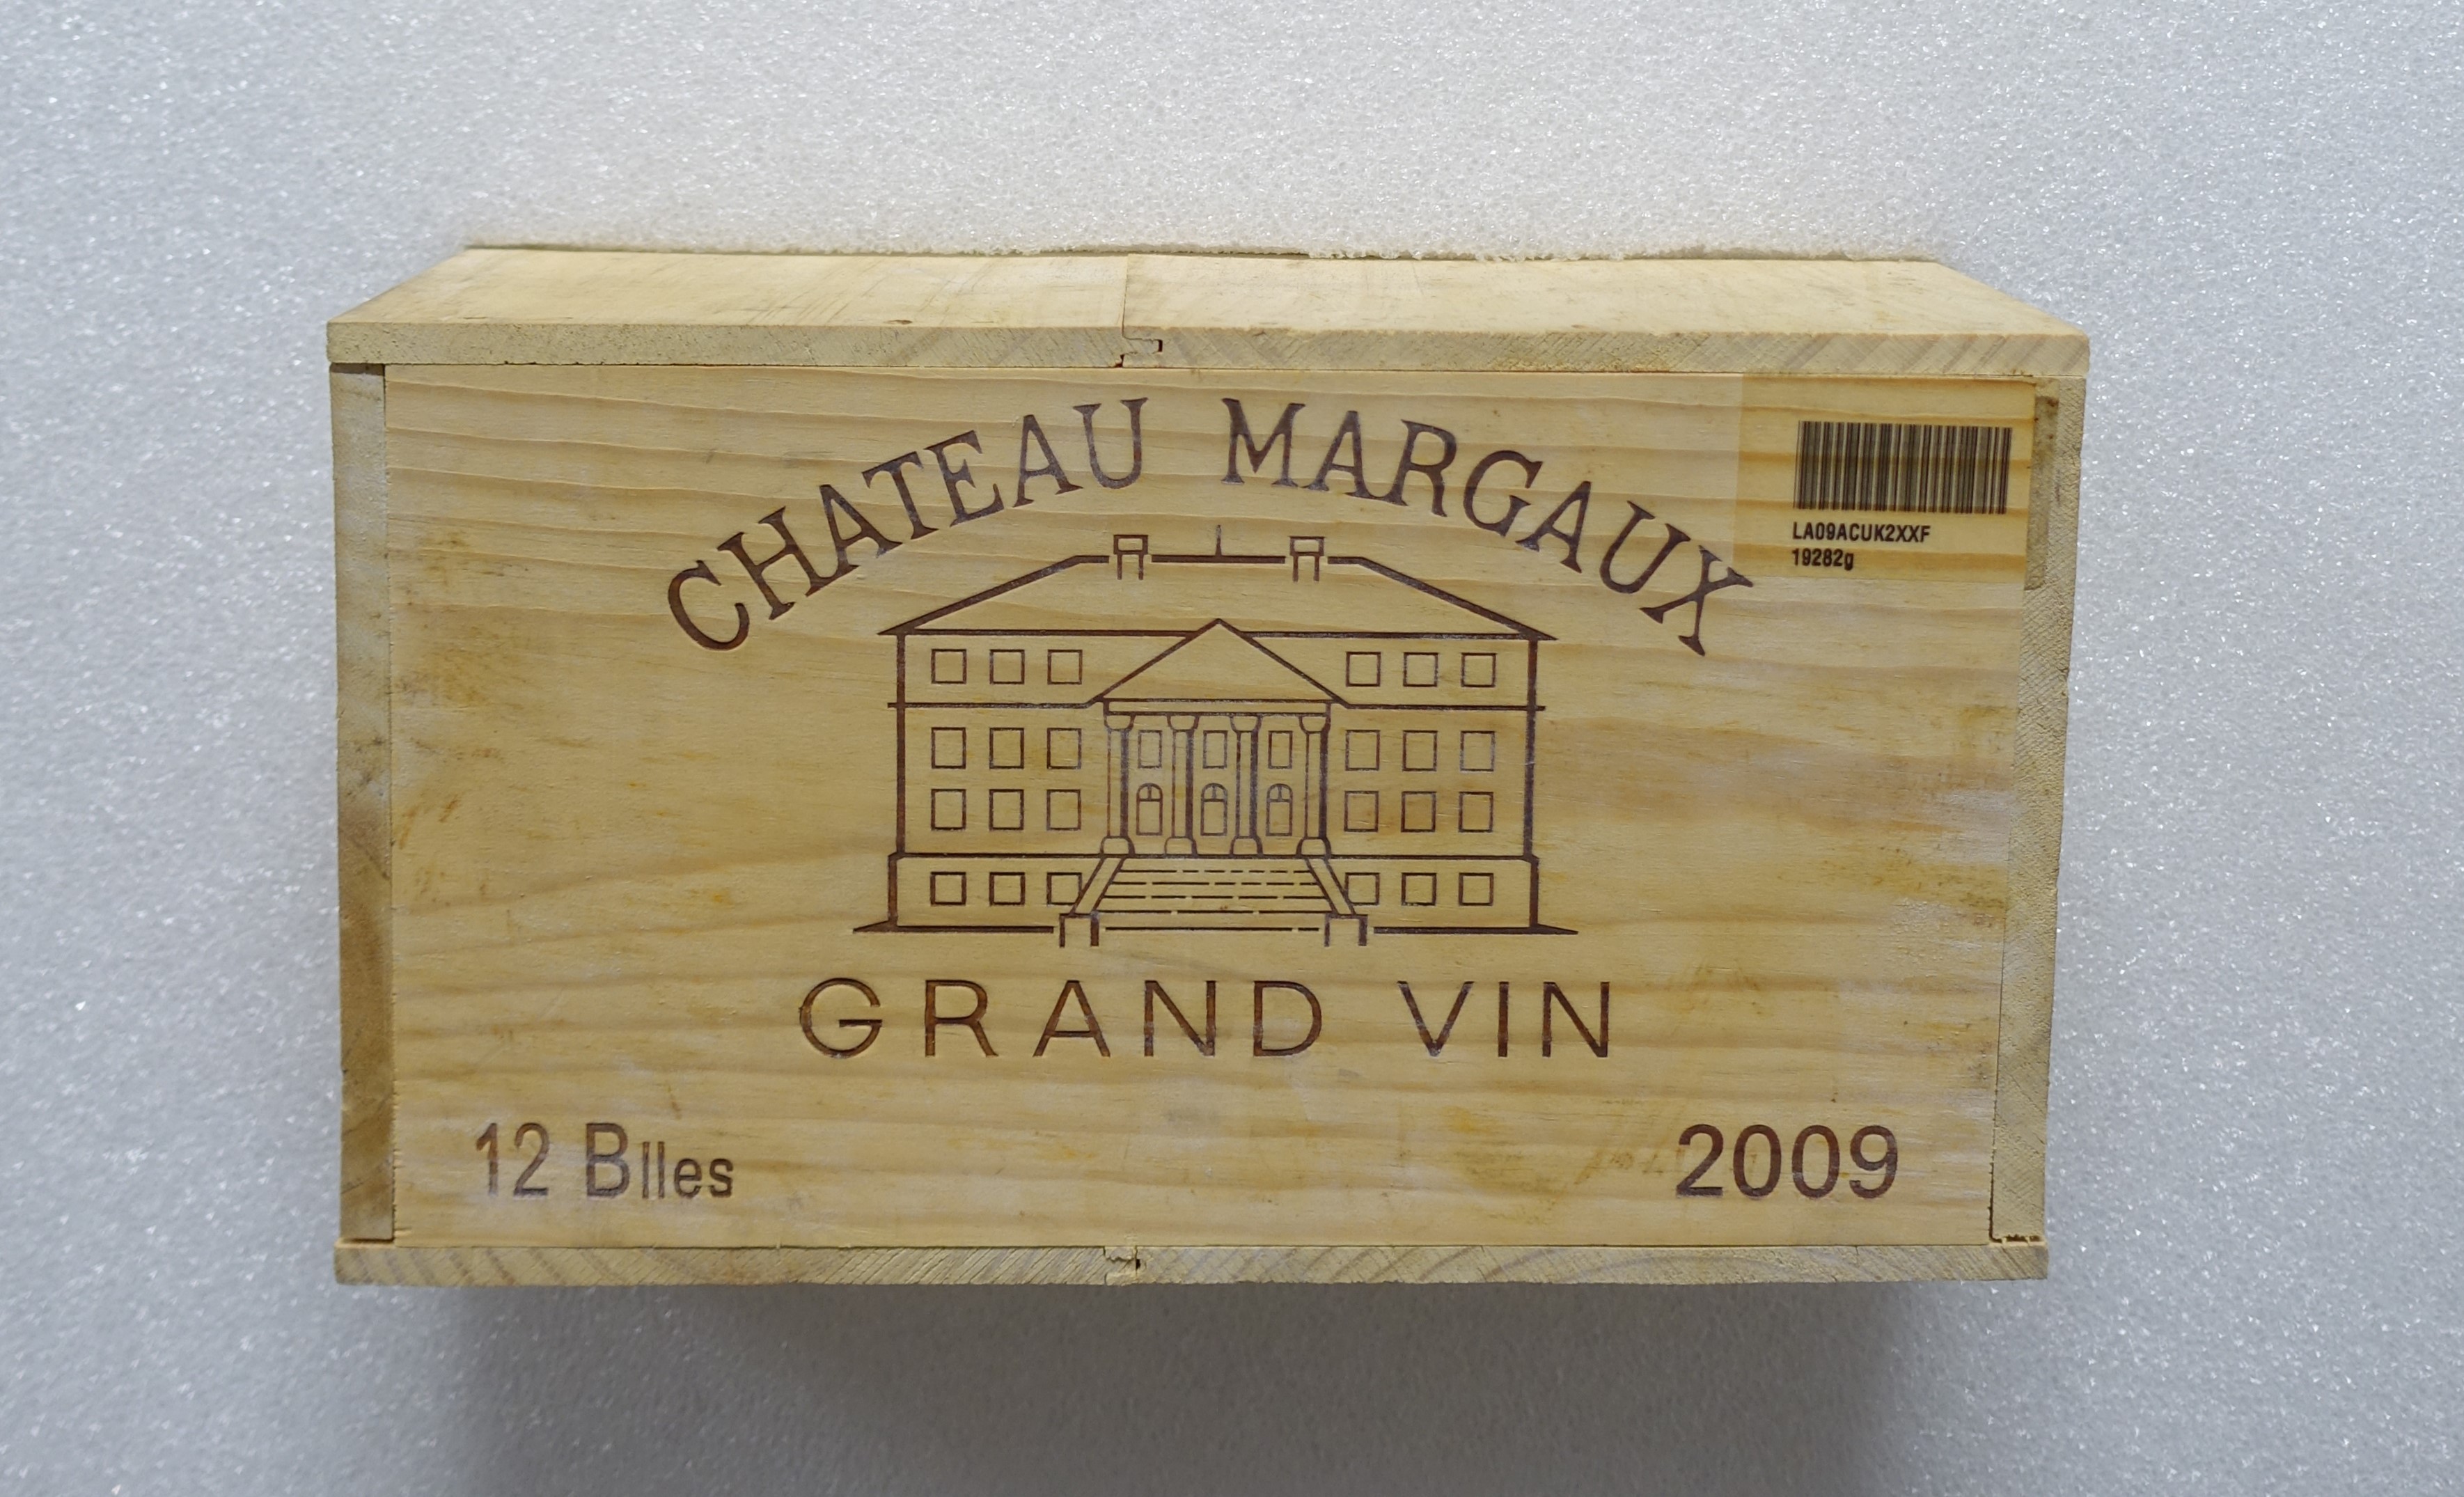 CHATEAU MARGAUX
LA09ACUK2XXF
19282g
GRAND VIN
12 Blles
2009